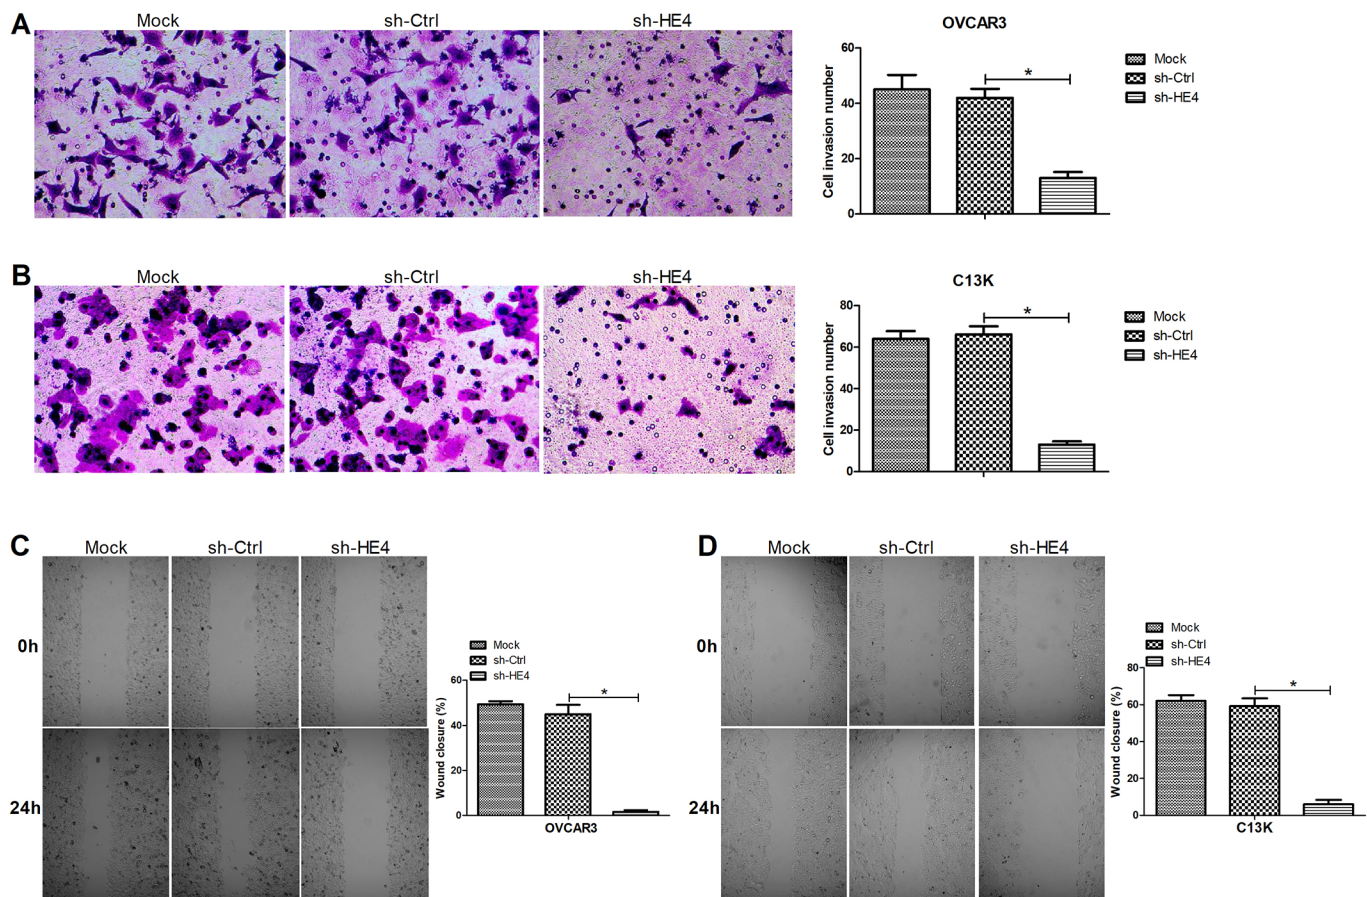 A
Mock sh-Ctrl sh-HE4
OVCAR3
Cell invasion number
60
40
20
0
*
Mock
sh-Ctrl
sh-HE4
B
Mock sh-Ctrl sh-HE4
C13K
Cell invasion number
80
60
40
20
0
*
Mock
sh-Ctrl
sh-HE4
C
Mock sh-Ctrl sh-HE4
0h
24h
Mock
sh-Ctrl
sh-HE4
Wound closure (%)
60
40
20
0
*
OVCAR3
D
Mock sh-Ctrl sh-HE4
0h
24h
Mock
sh-Ctrl
sh-HE4
Wound closure (%)
80
60
40
20
0
*
C13K